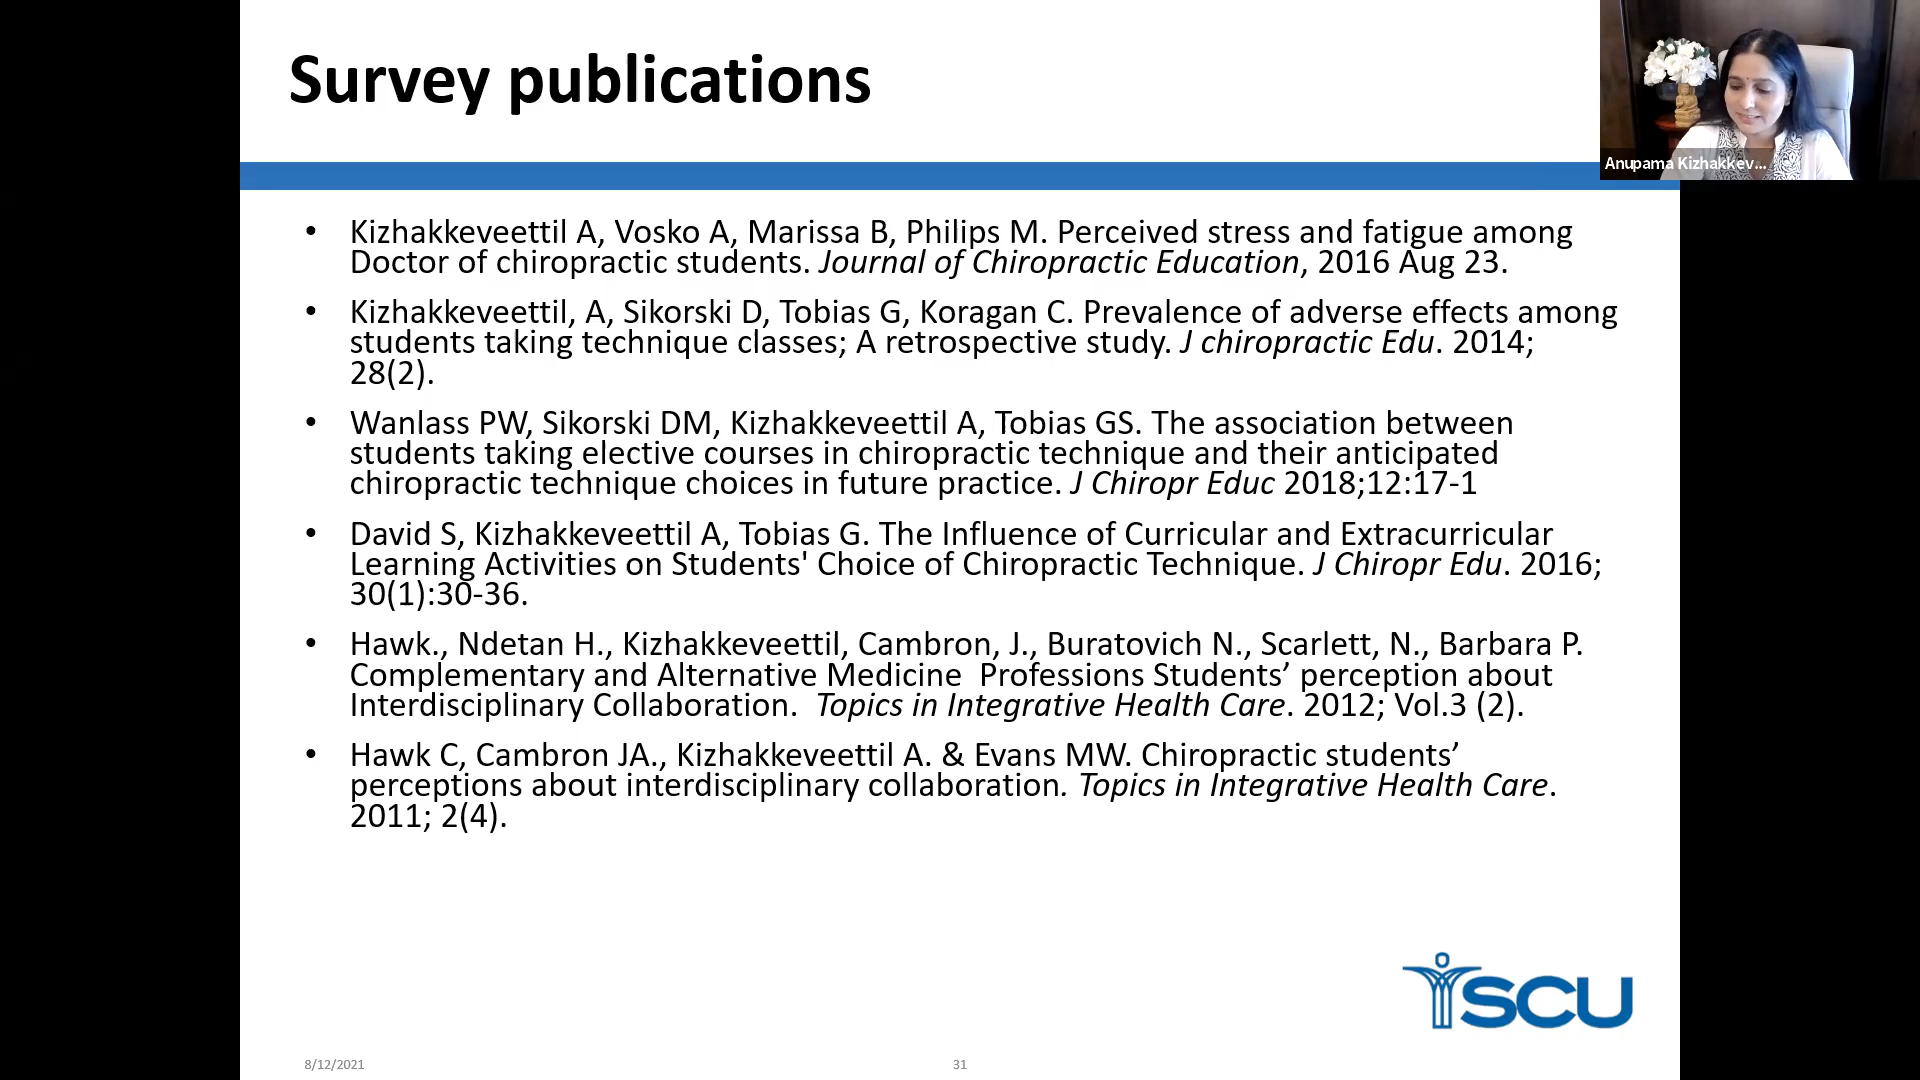 Survey publications
Anupama Kizhakkev...
• Kizhakkeveettil A, Vosko A, Marissa B, Philips M. Perceived stress and fatigue among
Doctor of chiropractic students. Journal of Chiropractic Education, 2016 Aug 23.
• Kizhakkeveettil, A, Sikorski D, Tobias G, Koragan C. Prevalence of adverse effects among
students taking technique classes; A retrospective study. J chiropractic Edu. 2014;
28(2).
• Wanlass PW, Sikorski DM, Kizhakkeveettil A, Tobias GS. The association between
students taking elective courses in chiropractic technique and their anticipated
chiropractic technique choices in future practice. J Chiropr Educ 2018;12:17-1
• David S, Kizhakkeveettil A, Tobias G. The Influence of Curricular and Extracurricular
Learning Activities on Students' Choice of Chiropractic Technique. J Chiropr Edu. 2016;
30(1):30-36.
• Hawk., Ndetan H., Kizhakkeveettil, Cambron, J., Buratovich N., Scarlett, N., Barbara P.
Complementary and Alternative Medicine  Professions Students’ perception about
Interdisciplinary Collaboration.  Topics in Integrative Health Care. 2012; Vol.3 (2).
• Hawk C, Cambron JA., Kizhakkeveettil A. & Evans MW. Chiropractic students’
perceptions about interdisciplinary collaboration. Topics in Integrative Health Care.
2011; 2(4).
SCU
8/12/2021
31